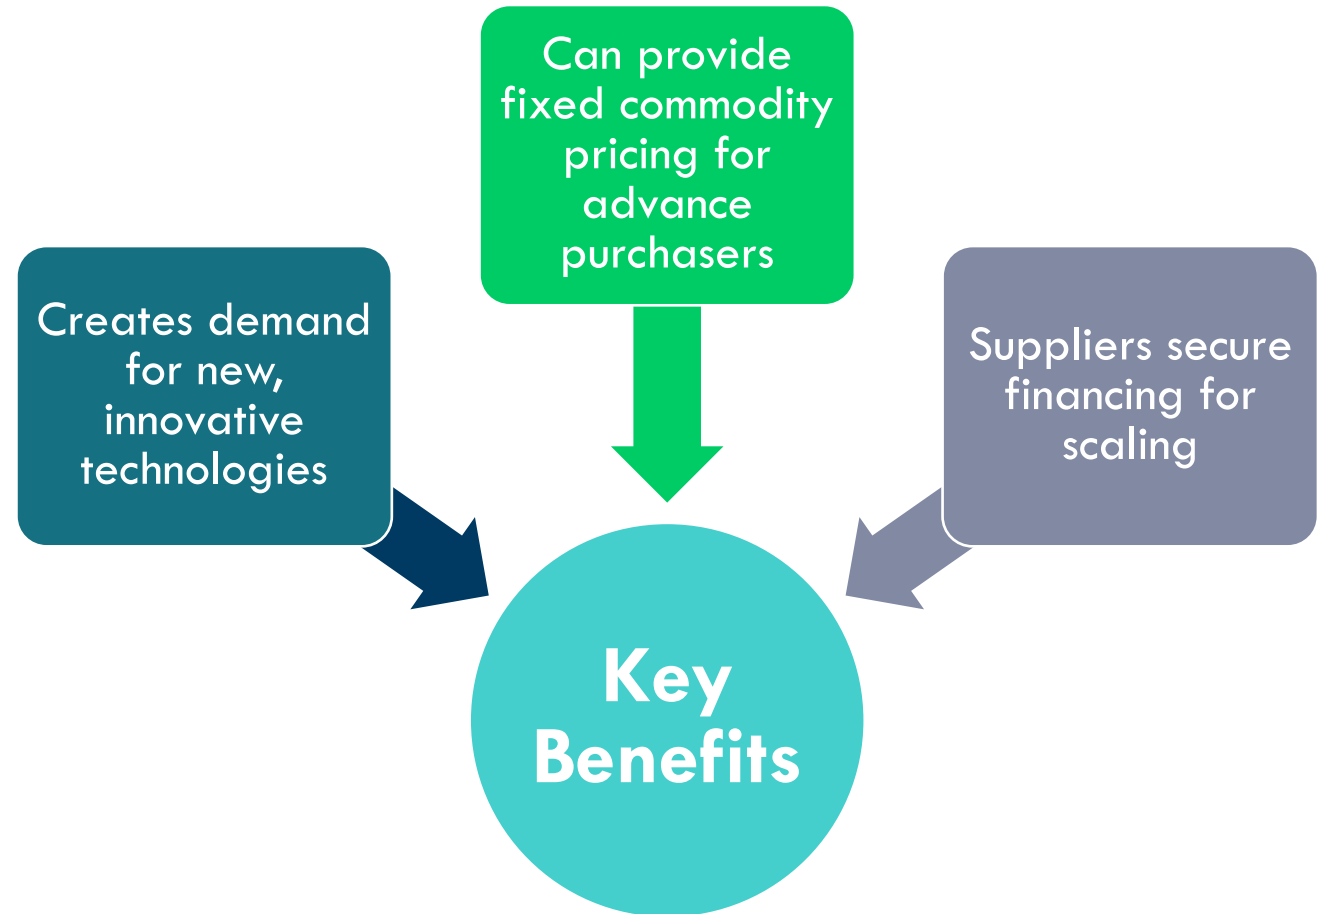 Can provide
fixed commodity
pricing for
advance
purchasers
Creates demand
for new,
innovative
technologies
Suppliers secure
financing for
scaling
Key
Benefits